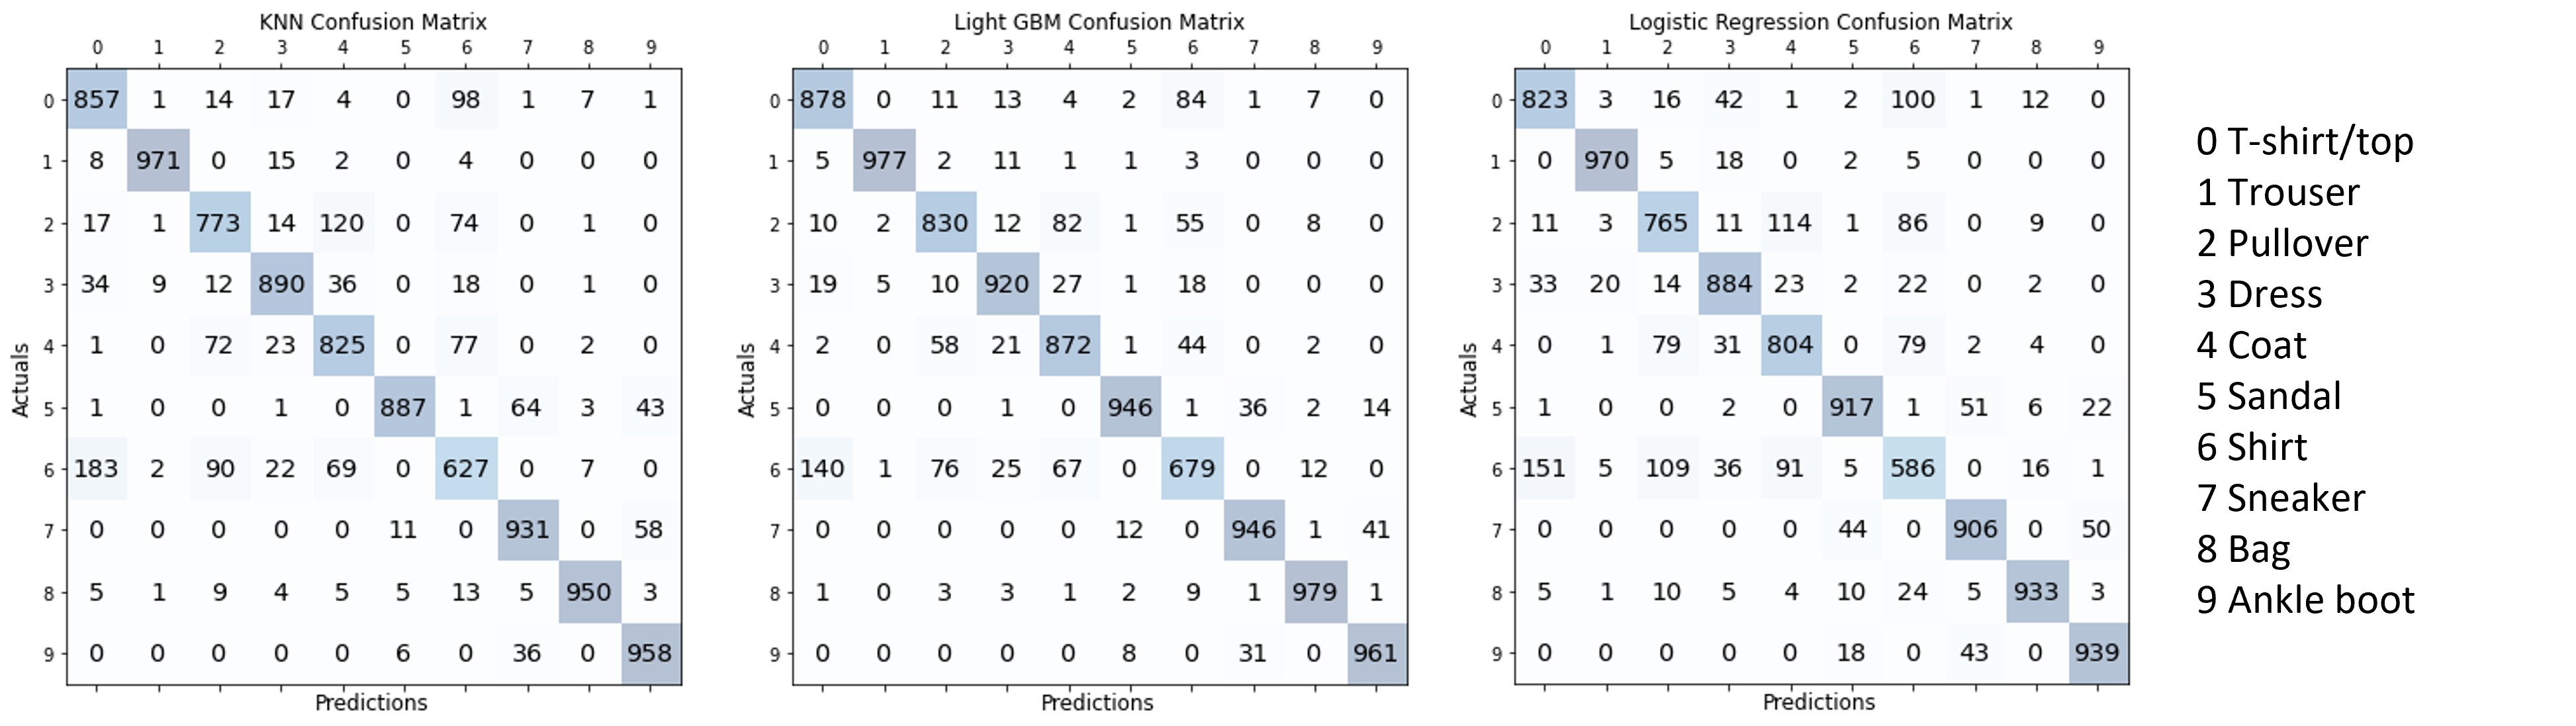 KNN Confusion Matrix
0 1 2 3 4 5 6 7 8 9
0 857 1 14 17 4 0 98 1 7 1
1 8 971 0 15 2 0 4 0 0 0
2 17 1 773 14 120 0 74 0 1 0
3 34 9 12 890 36 0 18 0 1 0
4 1 0 72 23 825 0 77 0 2 0
5 1 0 0 1 0 887 1 64 3 43
6 183 2 90 22 69 0 627 0 7 0
7 0 0 0 0 0 11 0 931 0 58
8 5 1 9 4 5 5 13 5 950 3
9 0 0 0 0 0 6 0 36 0 958
Actuals
Predictions
Light GBM Confusion Matrix
0 1 2 3 4 5 6 7 8 9
0 878 0 11 13 4 2 84 1 7 0
1 5 977 2 11 1 1 3 0 0 0
2 10 2 830 12 82 1 55 0 8 0
3 19 5 10 920 27 1 18 0 0 0
4 2 0 58 21 872 1 44 0 2 0
5 0 0 0 1 0 946 1 36 2 14
6 140 1 76 25 67 0 679 0 12 0
7 0 0 0 0 0 12 0 946 1 41
8 1 0 3 3 1 2 9 1 979 1
9 0 0 0 0 0 8 0 31 0 961
Actuals
Predictions
Logistic Regression Confusion Matrix
0 1 2 3 4 5 6 7 8 9
0 823 3 16 42 1 2 100 1 12 0
1 0 970 5 18 0 2 5 0 0 0
2 11 3 765 11 114 1 86 0 9 0
3 33 20 14 884 23 2 22 0 2 0
4 0 1 79 31 804 0 79 2 4 0
5 1 0 0 2 0 917 1 51 6 22
6 151 5 109 36 91 5 586 0 16 1
7 0 0 0 0 0 44 0 906 0 50
8 5 1 10 5 4 10 24 5 933 3
9 0 0 0 0 0 18 0 43 0 939
Actuals
Predictions
0 T-shirt/top
1 Trouser
2 Pullover
3 Dress
4 Coat
5 Sandal
6 Shirt
7 Sneaker
8 Bag
9 Ankle boot